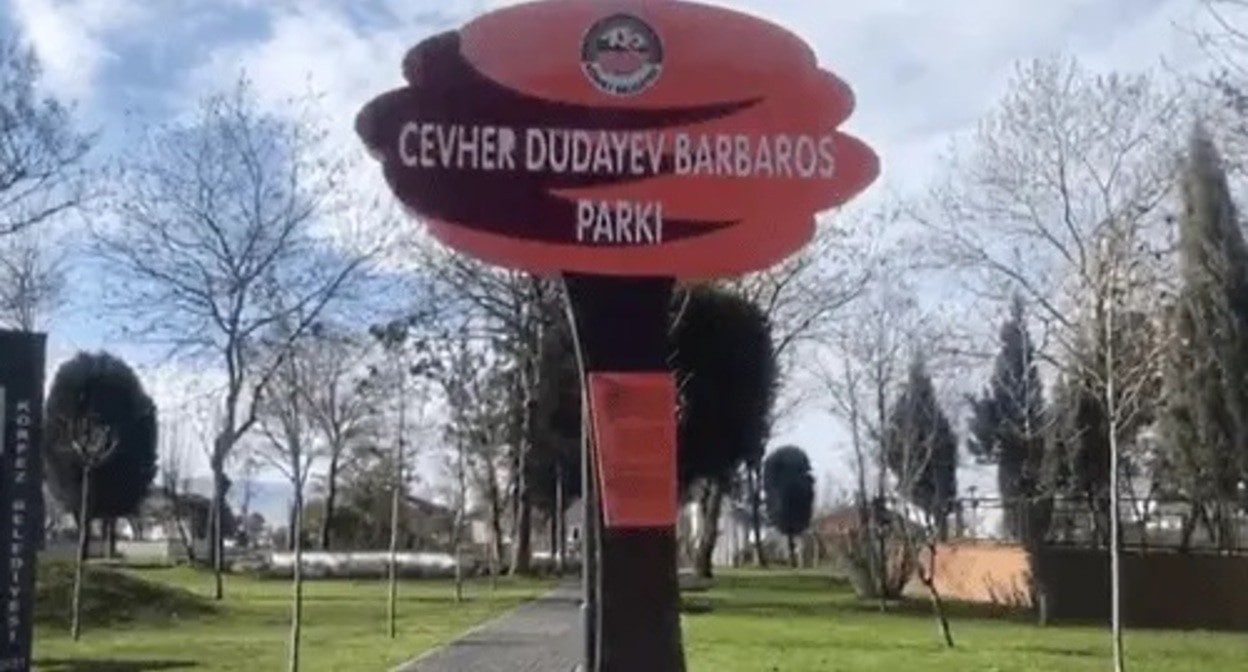 CEVHER DUDAYEV BARBAROS
PARKI
KÖRFEZ BELEDİYESİ